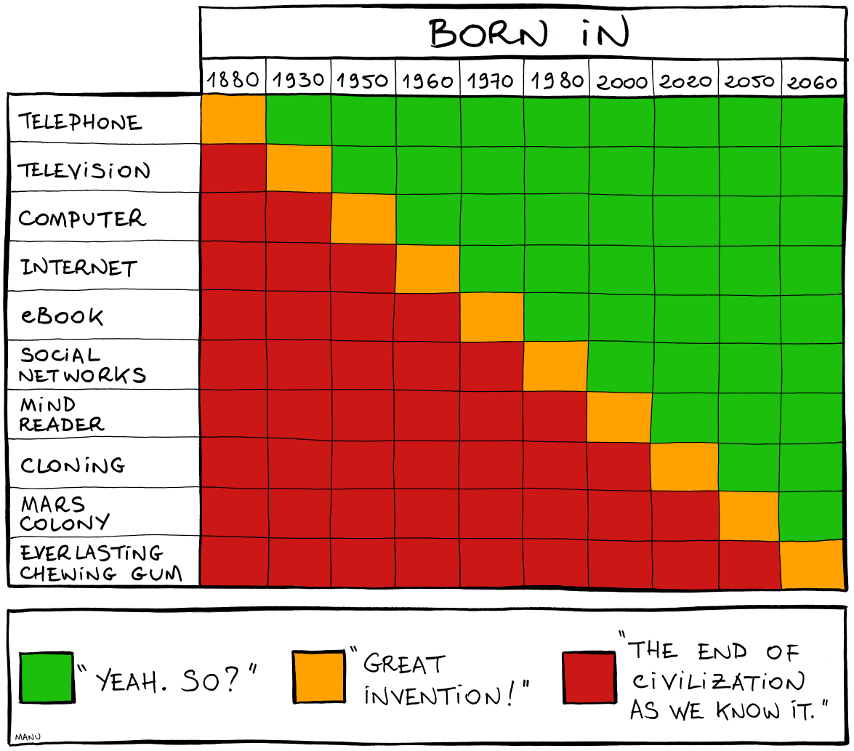 BORN IN
1880 1930 1950 1960 1970 1980 2000 2020 2050 2060
TELEPHONE
TELEVISION
COMPUTER
INTERNET
eBOOK
SOCIAL
NETWORKS
MIND
READER
CLONING
MARS
COLONY
EVERLASTING
CHEWING GUM
"YEAH. SO?"
"GREAT
INVENTION!"
"THE END OF
CIVILIZATION
AS WE KNOW IT."
MANU